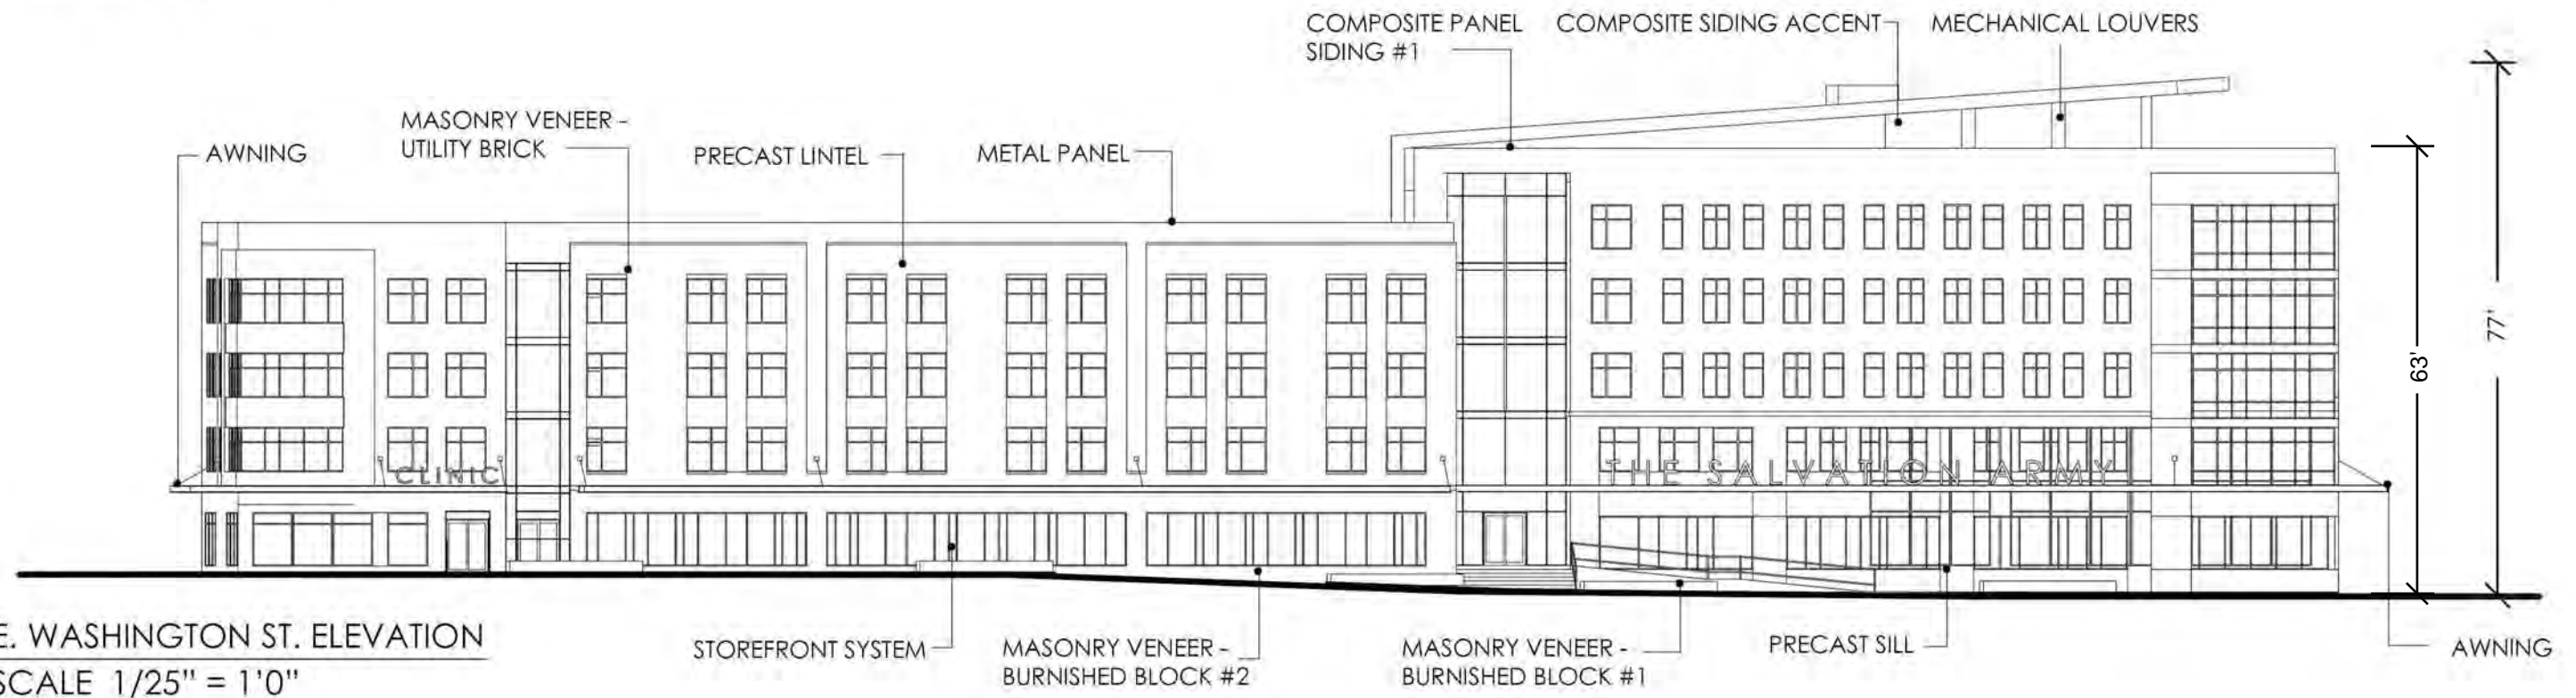 COMPOSITE PANEL
SIDING #1
COMPOSITE SIDING ACCENT
MECHANICAL LOUVERS
AWNING
MASONRY VENEER -
UTILITY BRICK
PRECAST LINTEL
METAL PANEL
77'
63'
CLINIC
THE SALVATION ARMY
E. WASHINGTON ST. ELEVATION
SCALE 1/25" = 1'0"
STOREFRONT SYSTEM
MASONRY VENEER -
BURNISHED BLOCK #2
MASONRY VENEER -
BURNISHED BLOCK #1
PRECAST SILL
AWNING